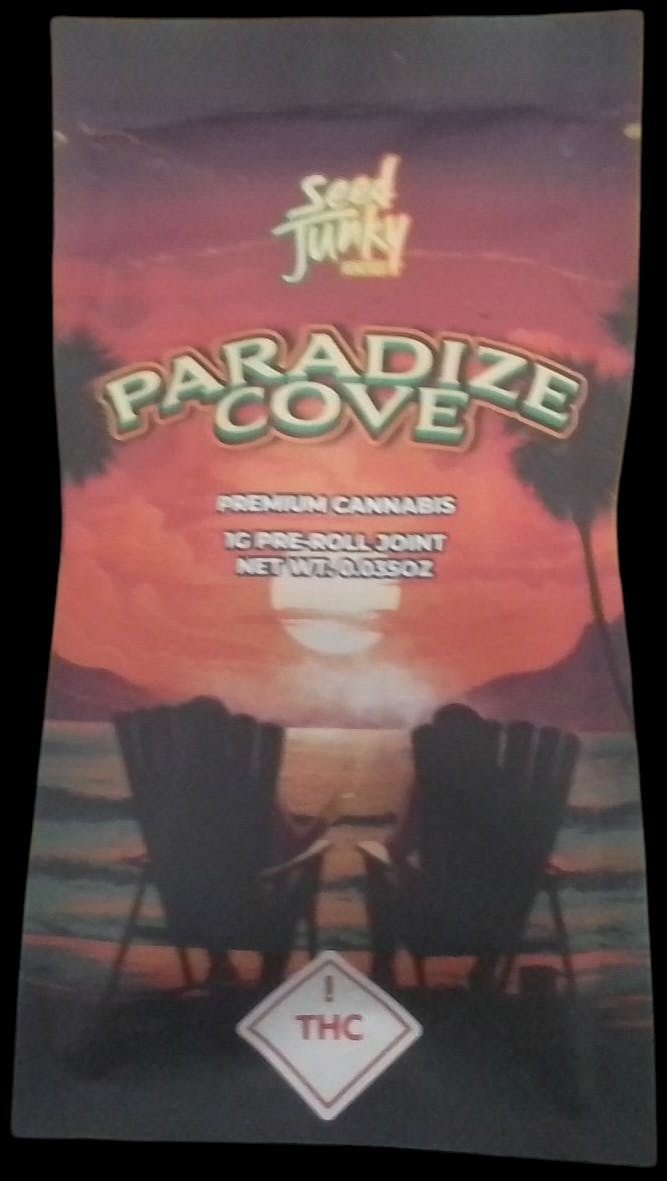 Seed
Junky
PARADIZE
COVE
PREMIUM CANNABIS
1G PRE-ROLL JOINT
NET WT. 0.035OZ
!
THC